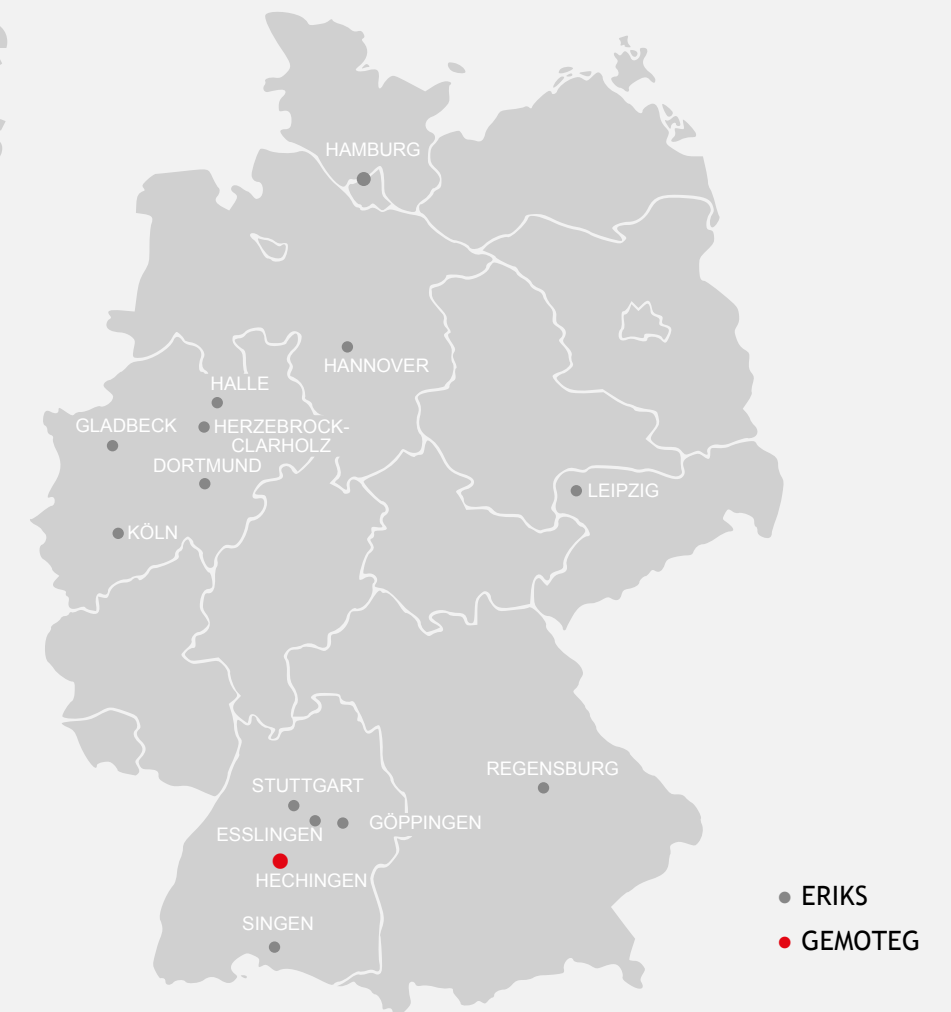 HAMBURG
HANNOVER
HALLE
GLADBECK
HERZEBROCK-
CLARHOLZ
DORTMUND
LEIPZIG
KÖLN
REGENSBURG
STUTTGART
GÖPPINGEN
ESSLINGEN
HECHINGEN
SINGEN
ERIKS
GEMOTEG